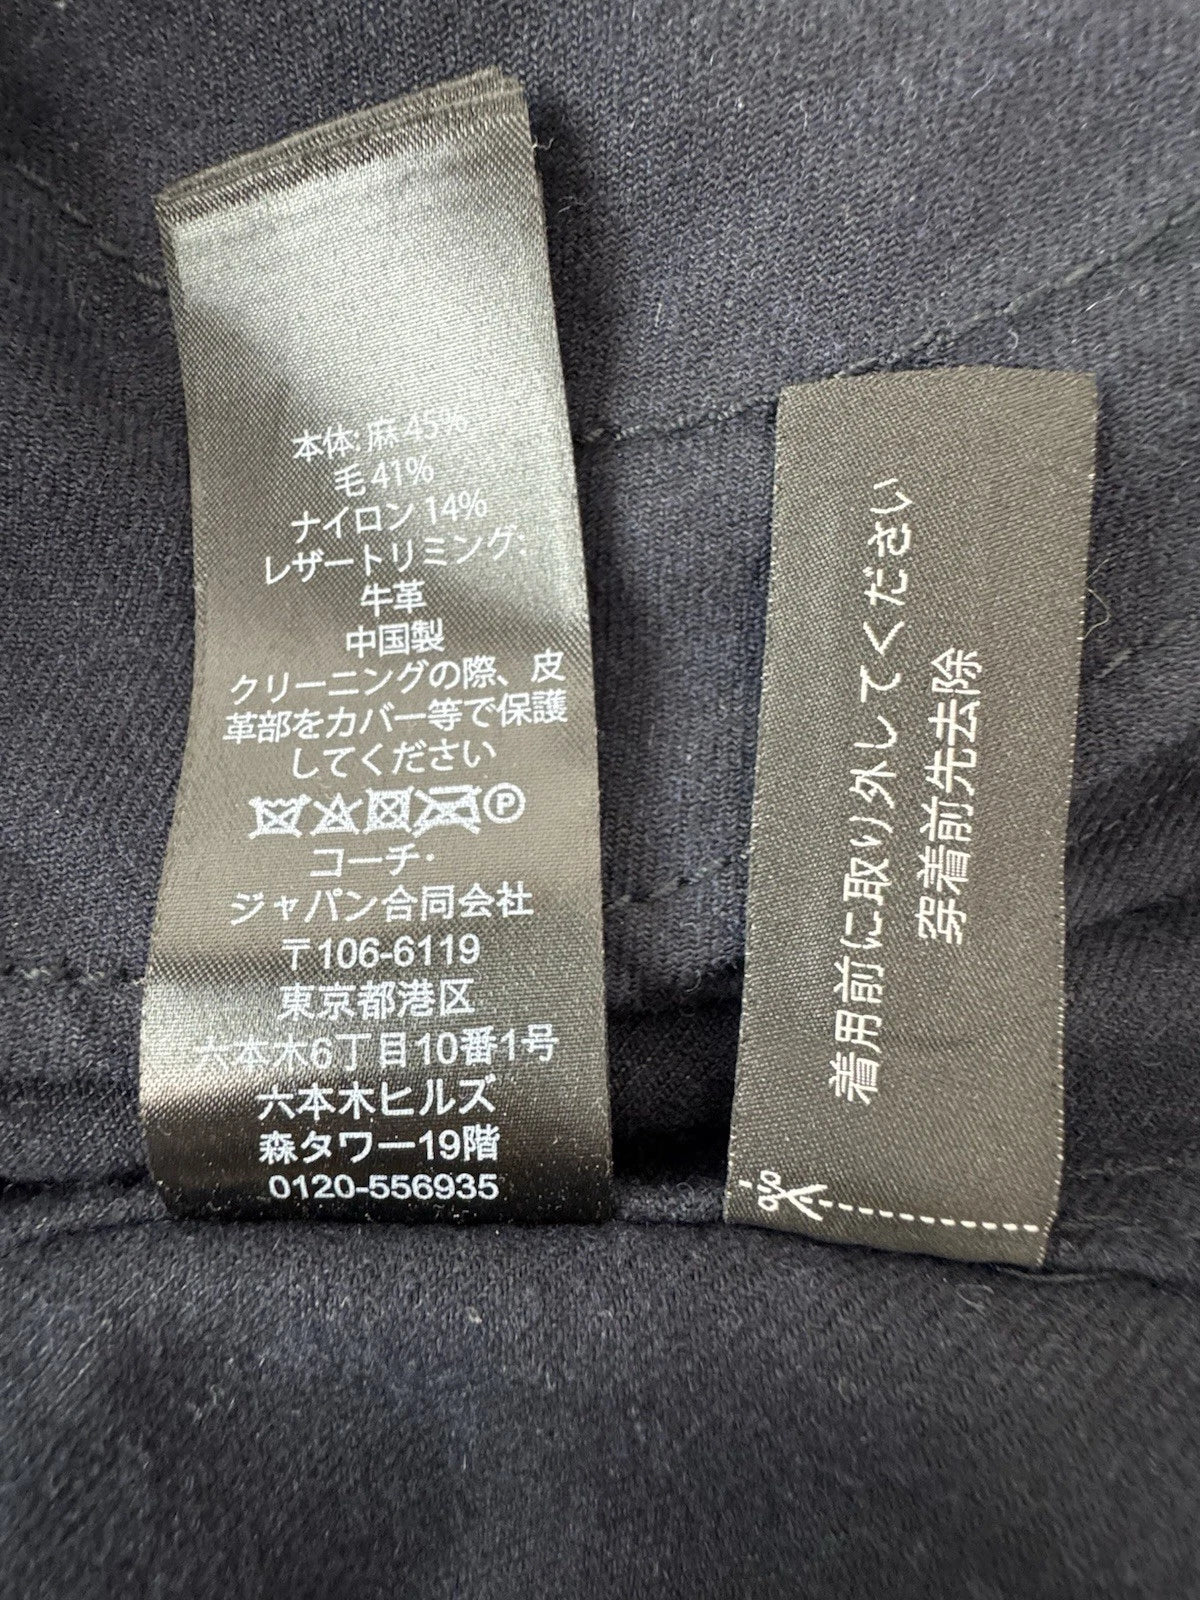 本体: 麻 45%
毛 41%
ナイロン 14%
レザートリミング:
牛革
中国製
クリーニングの際、皮
革部をカバー等で保護
してください
P
コーチ・
ジャパン合同会社
〒106-6119
東京都港区
六本木6丁目10番1号
六本木ヒルズ
森タワー19階
0120-556935
着用前に取り外してください
穿着前先去除